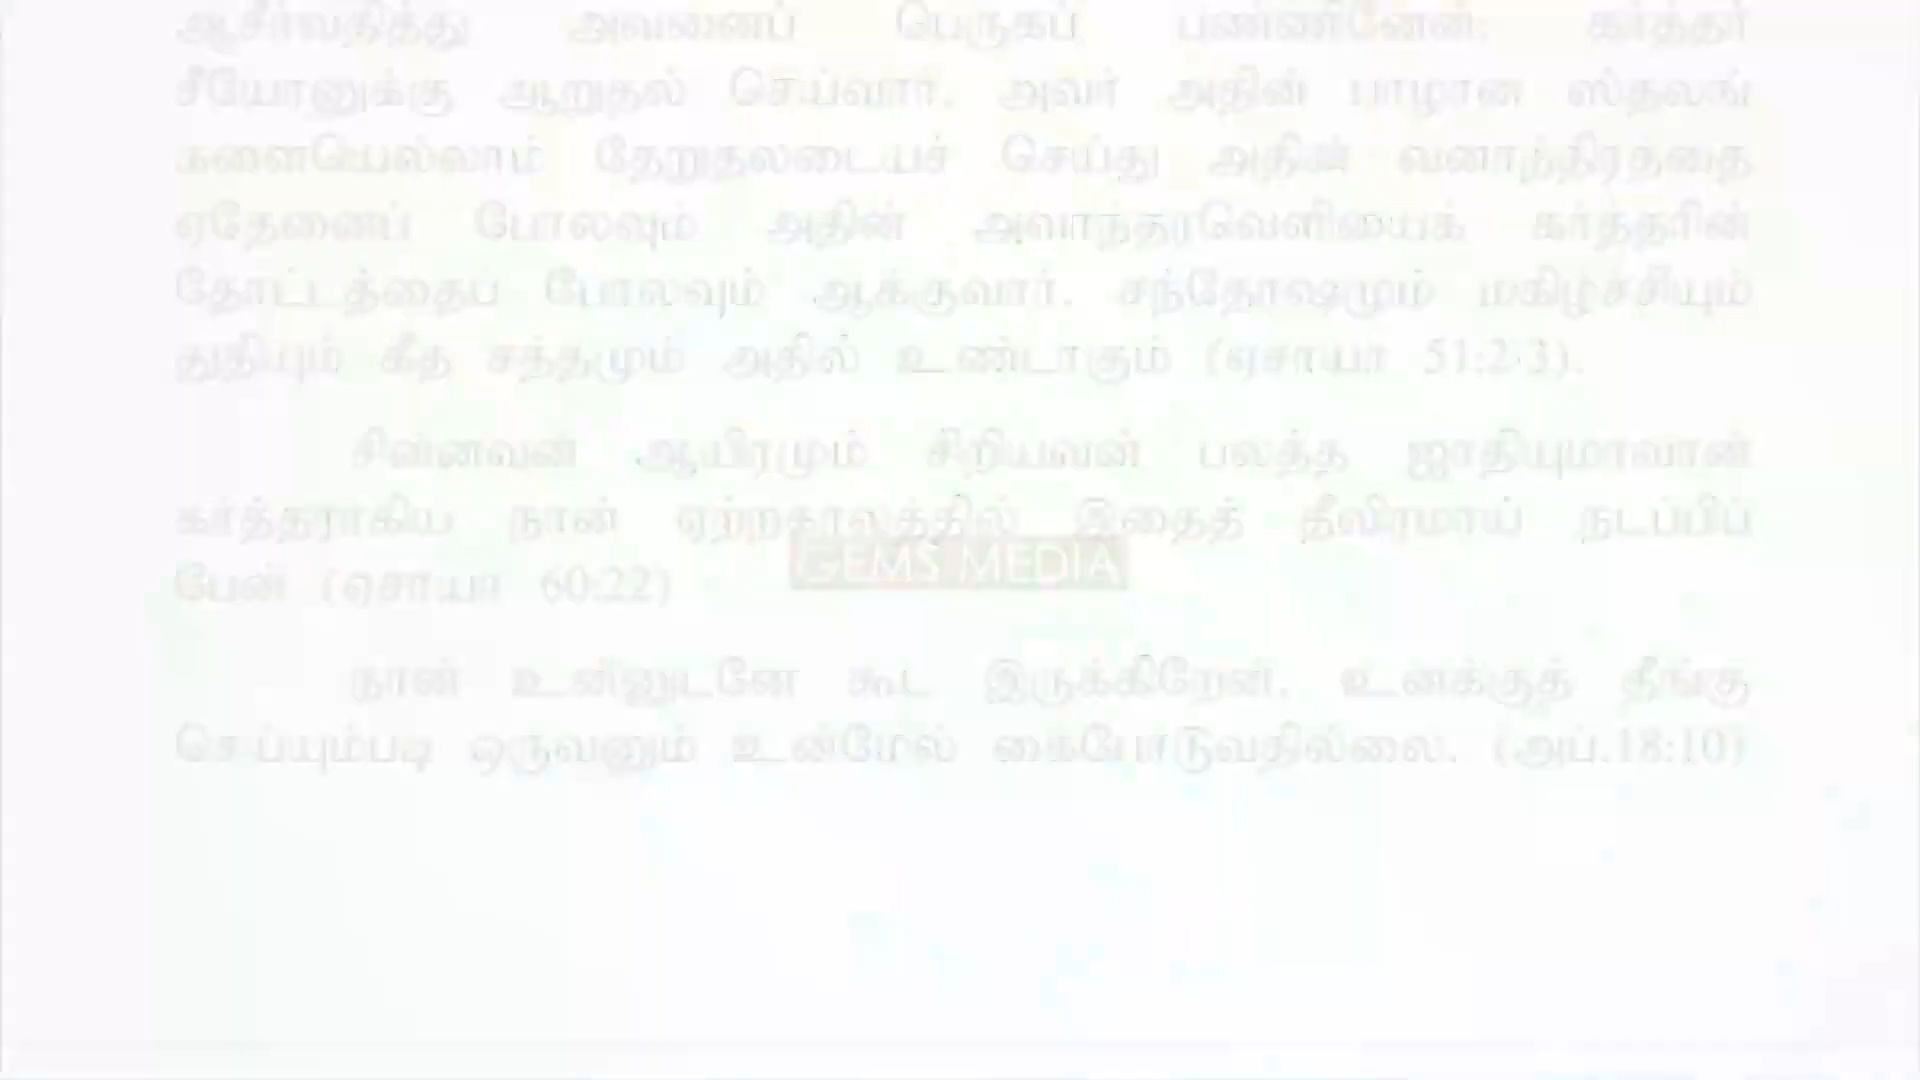 ஆசீர்வதித்து அவனைப் பெருகப் பண்ணினேன்; கர்த்தர்
சீயோனுக்கு ஆறுதல் செய்வார். அவர் அதின் பாழான ஸ்தலங்
களையெல்லாம் தேறுதலடையச் செய்து அதின் வனாந்திரத்தை
ஏதேனைப் போலவும் அதின் அவாந்தரவெளியைக் கர்த்தரின்
தோட்டத்தைப் போலவும் ஆக்குவார். சந்தோஷமும் மகிழ்ச்சியும்
துதியும் கீத சத்தமும் அதில் உண்டாகும் (ஏசாயா 51:2-3).
சின்னவன் ஆயிரமும் சிறியவன் பலத்த ஜாதியுமாவான்
கர்த்தராகிய நான் ஏற்றகாலத்தில் இதைத் தீவிரமாய் நடப்பிப்
பேன் (ஏசாயா 60:22)
GEMS MEDIA
நான் உன்னுடனே கூட இருக்கிறேன். உனக்குத் தீங்கு
செய்யும்படி ஒருவனும் உன்மேல் கைபோடுவதில்லை. (அப்.18:10)